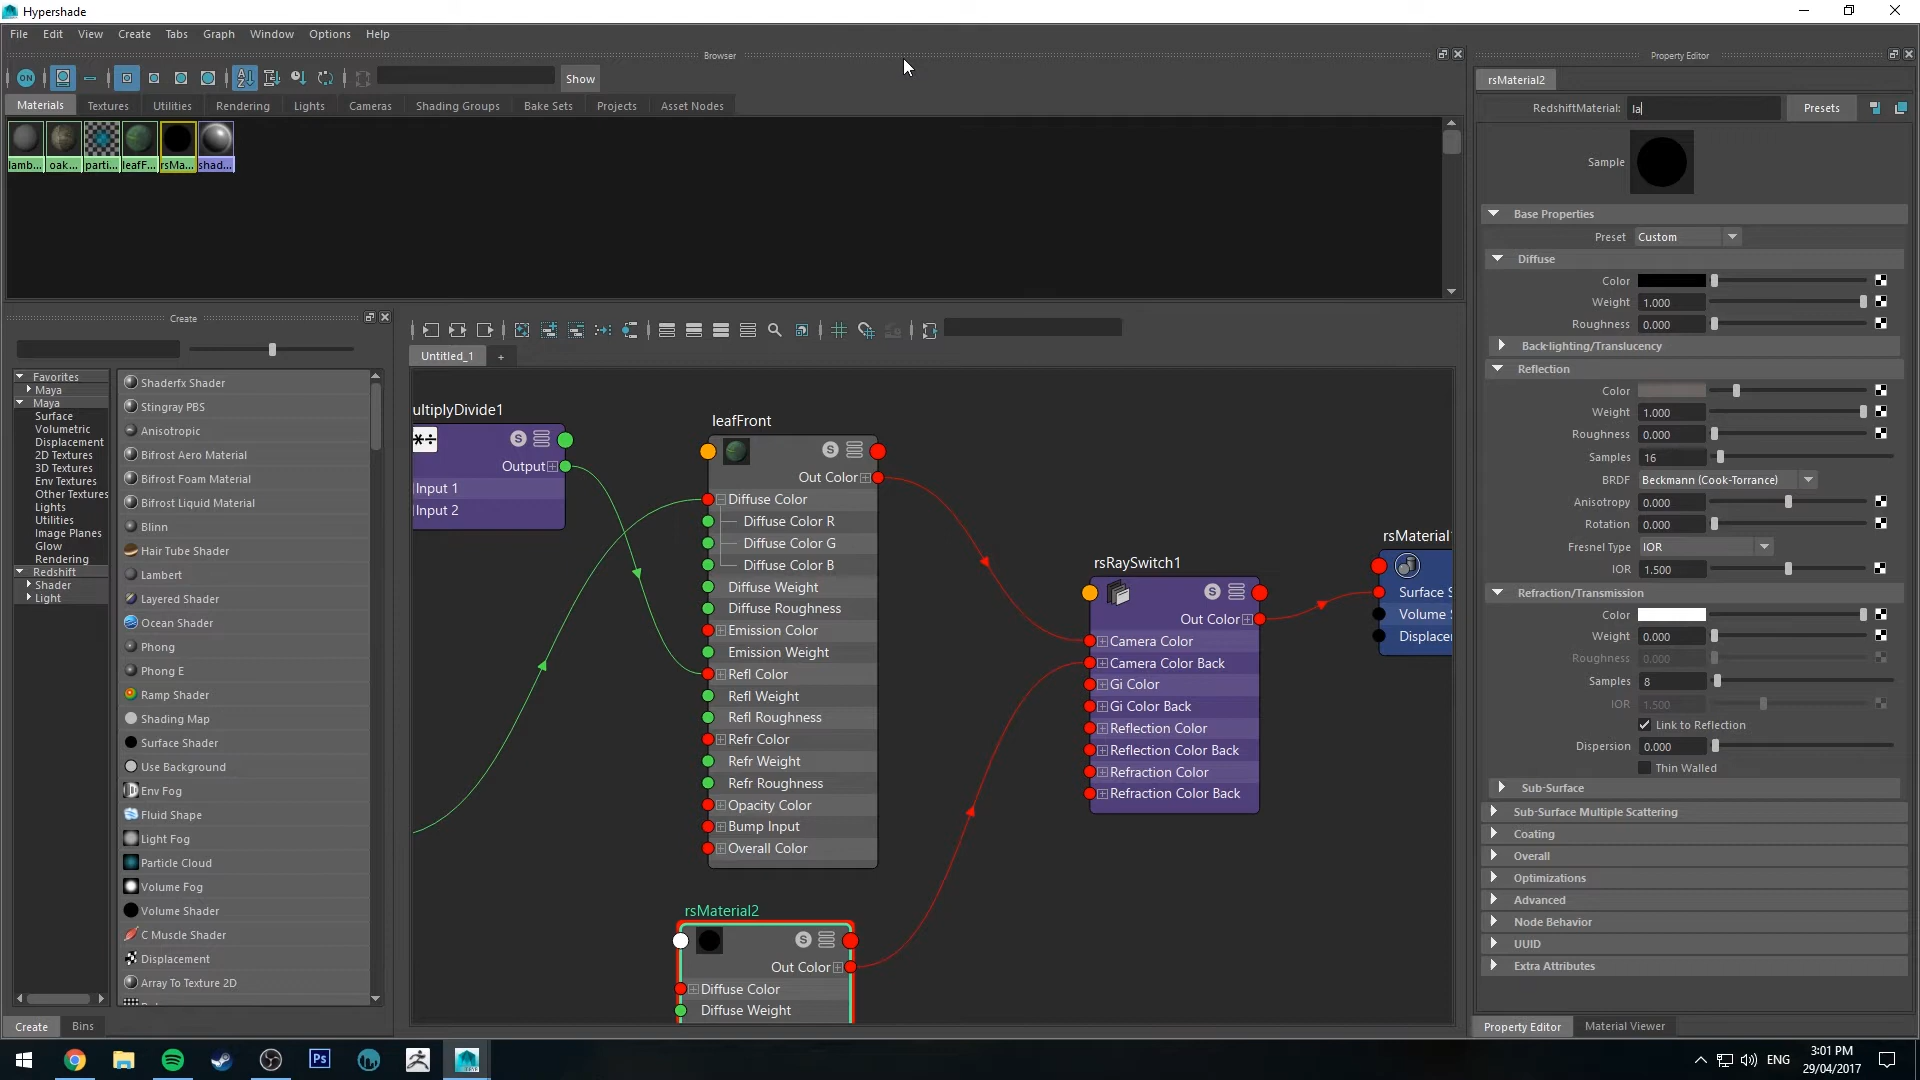 Hypershade
File Edit View Create Tabs Graph Window Options Help
Browser
ON Show
Materials Textures Utilities Rendering Lights Cameras Shading Groups Bake Sets Projects Asset Nodes
lamb... oak... parti... leafF... rsMa... shad...
Create
Favorites
Maya
Maya
Surface
Volumetric
Displacement
2D Textures
3D Textures
Env Textures
Other Textures
Lights
Utilities
Image Planes
Glow
Rendering
Redshift
Shader
Light
Shaderfx Shader
Stingray PBS
Anisotropic
Bifrost Aero Material
Bifrost Foam Material
Bifrost Liquid Material
Blinn
Hair Tube Shader
Lambert
Layered Shader
Ocean Shader
Phong
Phong E
Ramp Shader
Shading Map
Surface Shader
Use Background
Env Fog
Fluid Shape
Light Fog
Particle Cloud
Volume Fog
Volume Shader
C Muscle Shader
Displacement
Array To Texture 2D
Create Bins
Untitled_1 +
ultiplyDivide1
S
Output
Input 1
Input 2
leafFront
S
Out Color
Diffuse Color
Diffuse Color R
Diffuse Color G
Diffuse Color B
Diffuse Weight
Diffuse Roughness
Emission Color
Emission Weight
Refl Color
Refl Weight
Refl Roughness
Refr Color
Refr Weight
Refr Roughness
Opacity Color
Bump Input
Overall Color
rsMaterial2
S
Out Color
Diffuse Color
Diffuse Weight
rsRaySwitch1
S
Out Color
Camera Color
Camera Color Back
Gi Color
Gi Color Back
Reflection Color
Reflection Color Back
Refraction Color
Refraction Color Back
rsMaterial
Surface S
Volume S
Displacer
Property Editor
rsMaterial2
RedshiftMaterial: la Presets
Sample
Base Properties
Preset Custom
Diffuse
Color
Weight 1.000
Roughness 0.000
Back-lighting/Translucency
Reflection
Color
Weight 1.000
Roughness 0.000
Samples 16
BRDF Beckmann (Cook-Torrance)
Anisotropy 0.000
Rotation 0.000
Fresnel Type IOR
IOR 1.500
Refraction/Transmission
Color
Weight 0.000
Roughness 0.000
Samples 8
IOR 1.500
Link to Reflection
Dispersion 0.000
Thin Walled
Sub-Surface
Sub-Surface Multiple Scattering
Coating
Overall
Optimizations
Advanced
Node Behavior
UUID
Extra Attributes
Property Editor Material Viewer
Ps
ENG
3:01 PM
29/04/2017